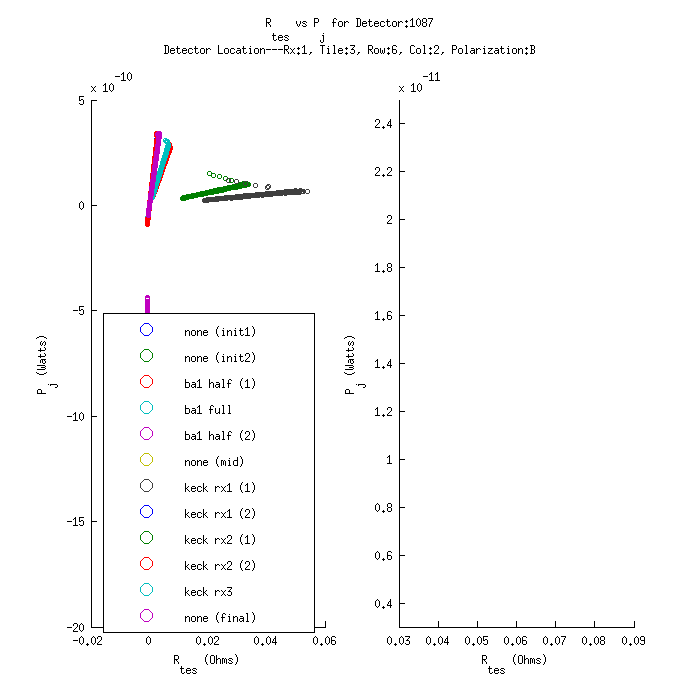 R    vs P  for Detector:1087
tes    j
Detector Location---Rx:1, Tile:3, Row:6, Col:2, Polarization:B
x 10 -10
x 10 -11
5
0
-5
-10
-15
-20
P j (Watts)
none (init1)
none (init2)
ba1 half (1)
ba1 full
ba1 half (2)
none (mid)
keck rx1 (1)
keck rx1 (2)
keck rx2 (1)
keck rx2 (2)
keck rx3
none (final)
-0.02 0 0.02 0.04 0.06
R tes (Ohms)
2.4
2.2
2
1.8
1.6
1.4
1.2
1
0.8
0.6
0.4
P j (Watts)
0.03 0.04 0.05 0.06 0.07 0.08 0.09
R tes (Ohms)